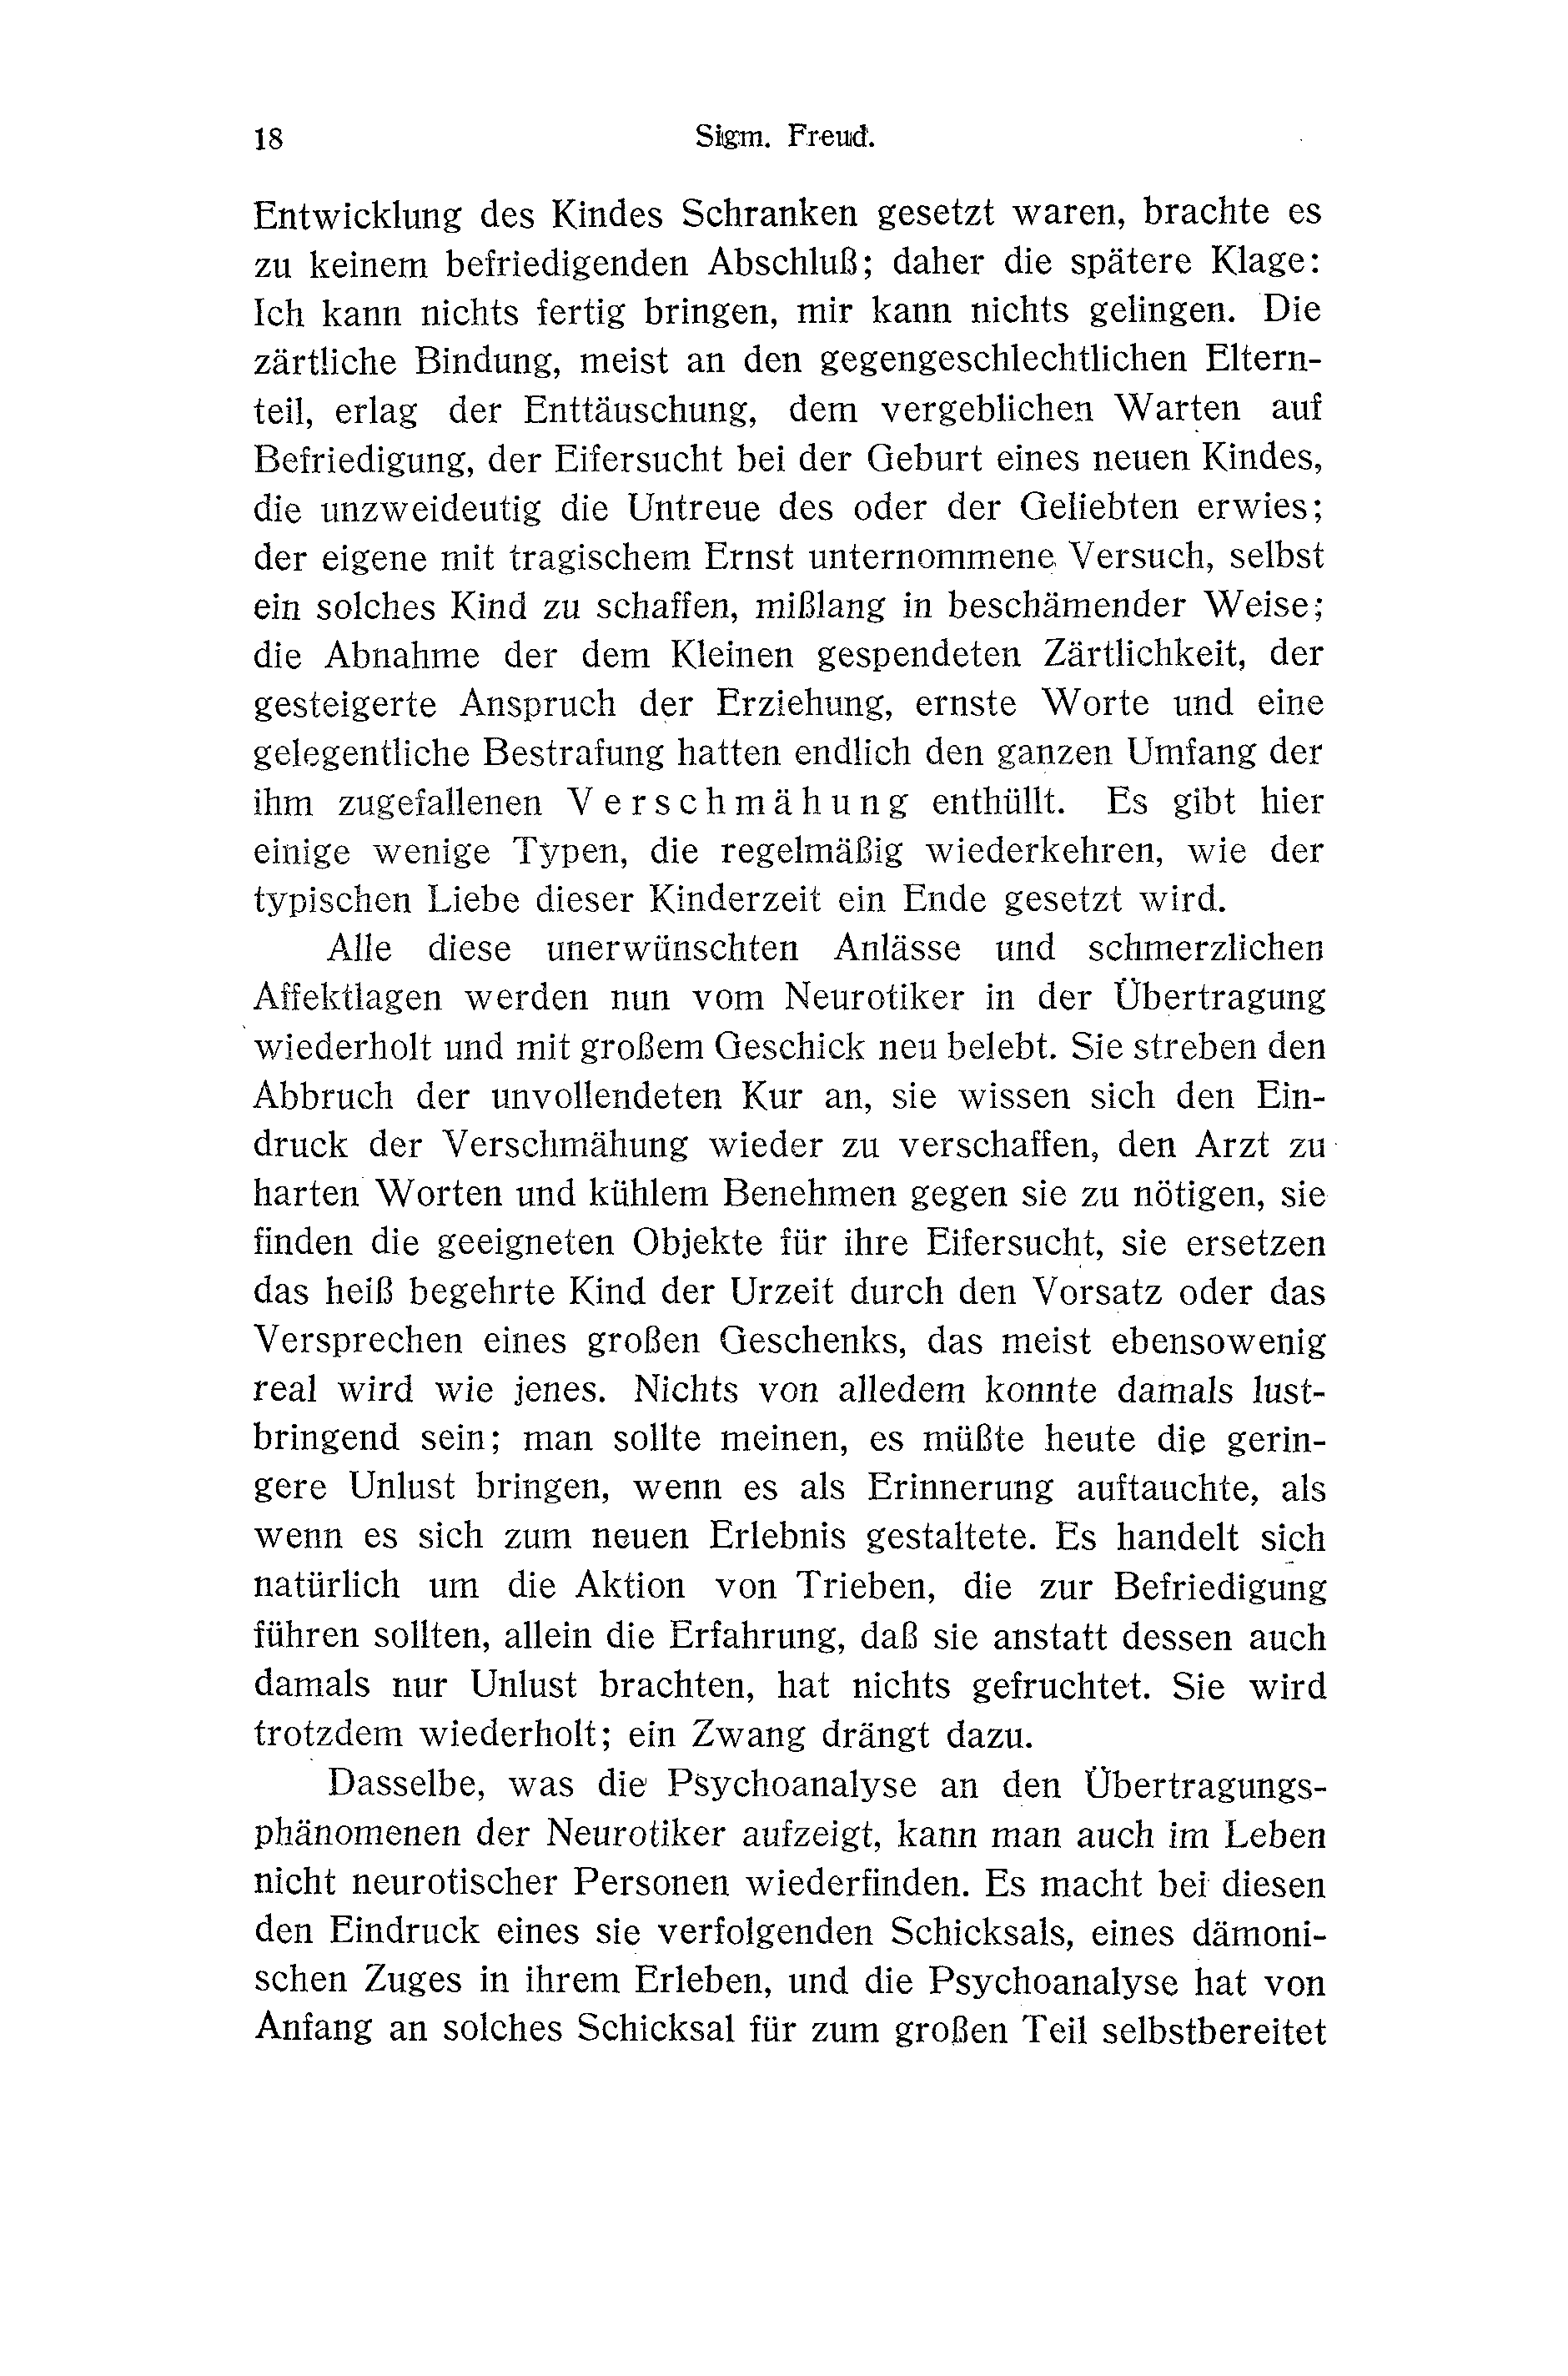 18
Sigm. Freud.
Entwicklung des Kindes Schranken gesetzt waren, brachte es
zu keinem befriedigenden Abschluß; daher die spätere Klage:
Ich kann nichts fertig bringen, mir kann nichts gelingen. Die
zärtliche Bindung, meist an den gegengeschlechtlichen Eltern-
teil, erlag der Enttäuschung, dem vergeblichen Warten auf
Befriedigung, der Eifersucht bei der Geburt eines neuen Kindes,
die unzweideutig die Untreue des oder der Geliebten erwies;
der eigene mit tragischem Ernst unternommene Versuch, selbst
ein solches Kind zu schaffen, mißlang in beschämender Weise;
die Abnahme der dem Kleinen gespendeten Zärtlichkeit, der
gesteigerte Anspruch der Erziehung, ernste Worte und eine
gelegentliche Bestrafung hatten endlich den ganzen Umfang der
ihm zugefallenen Verschmähung enthüllt. Es gibt hier
einige wenige Typen, die regelmäßig wiederkehren, wie der
typischen Liebe dieser Kinderzeit ein Ende gesetzt wird.
Alle diese unerwünschten Anlässe und schmerzlichen
Affektlagen werden nun vom Neurotiker in der Übertragung
wiederholt und mit großem Geschick neu belebt. Sie streben den
Abbruch der unvollendeten Kur an, sie wissen sich den Ein-
druck der Verschmähung wieder zu verschaffen, den Arzt zu
harten Worten und kühlem Benehmen gegen sie zu nötigen, sie
finden die geeigneten Objekte für ihre Eifersucht, sie ersetzen
das heiß begehrte Kind der Urzeit durch den Vorsatz oder das
Versprechen eines großen Geschenks, das meist ebensowenig
real wird wie jenes. Nichts von alledem konnte damals lust-
bringend sein; man sollte meinen, es müßte heute die gerin-
gere Unlust bringen, wenn es als Erinnerung auftauchte, als
wenn es sich zum neuen Erlebnis gestaltete. Es handelt sich
natürlich um die Aktion von Trieben, die zur Befriedigung
führen sollten, allein die Erfahrung, daß sie anstatt dessen auch
damals nur Unlust brachten, hat nichts gefruchtet. Sie wird
trotzdem wiederholt; ein Zwang drängt dazu.
Dasselbe, was die Psychoanalyse an den Übertragungs-
phänomenen der Neurotiker aufzeigt, kann man auch im Leben
nicht neurotischer Personen wiederfinden. Es macht bei diesen
den Eindruck eines sie verfolgenden Schicksals, eines dämoni-
schen Zuges in ihrem Erleben, und die Psychoanalyse hat von
Anfang an solches Schicksal für zum großen Teil selbstbereitet